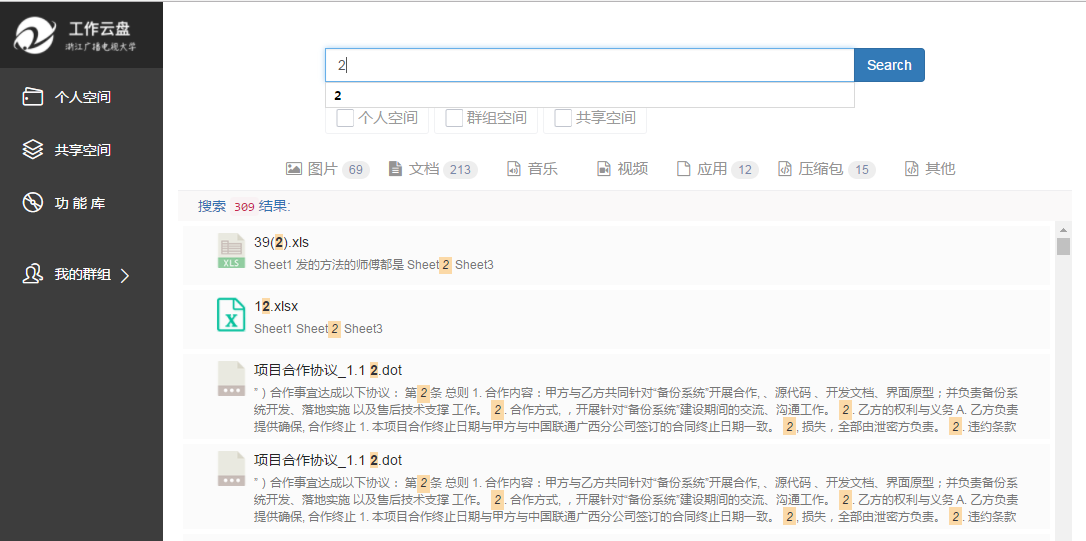 工作云盘
浙江广播电视大学
个人空间
共享空间
功能库
我的群组
2
Search
2
个人空间 群组空间 共享空间
图片 69 文档 213 音乐 视频 应用 12 压缩包 15 其他
搜索 309 结果:
39(2).xls
XLS
Sheet1 发的方法的师傅都是 Sheet2 Sheet3
12.xlsx
X
Sheet1 Sheet2 Sheet3
项目合作协议_1.1 2.dot
" ) 合作事宜达成以下协议： 第2条 总则 1. 合作内容：甲方与乙方共同针对“备份系统”开展合作, 、源代码 、开发文档、界面原型；并负责备份系
统开发、落地实施 以及售后技术支撑 工作。 2. 合作方式, ，开展针对“备份系统”建设期间的交流、沟通工作。 2. 乙方的权利与义务 A. 乙方负责
提供确保, 合作终止 1. 本项目合作终止日期与甲方与中国联通广西分公司签订的合同终止日期一致。 2, 损失，全部由泄密方负责。 2. 违约条款
项目合作协议_1.1 2.dot
" ) 合作事宜达成以下协议： 第2条 总则 1. 合作内容：甲方与乙方共同针对“备份系统”开展合作, 、源代码 、开发文档、界面原型；并负责备份系
统开发、落地实施 以及售后技术支撑 工作。 2. 合作方式, ，开展针对“备份系统”建设期间的交流、沟通工作。 2. 乙方的权利与义务 A. 乙方负责
提供确保, 合作终止 1. 本项目合作终止日期与甲方与中国联通广西分公司签订的合同终止日期一致。 2, 损失，全部由泄密方负责。 2. 违约条款